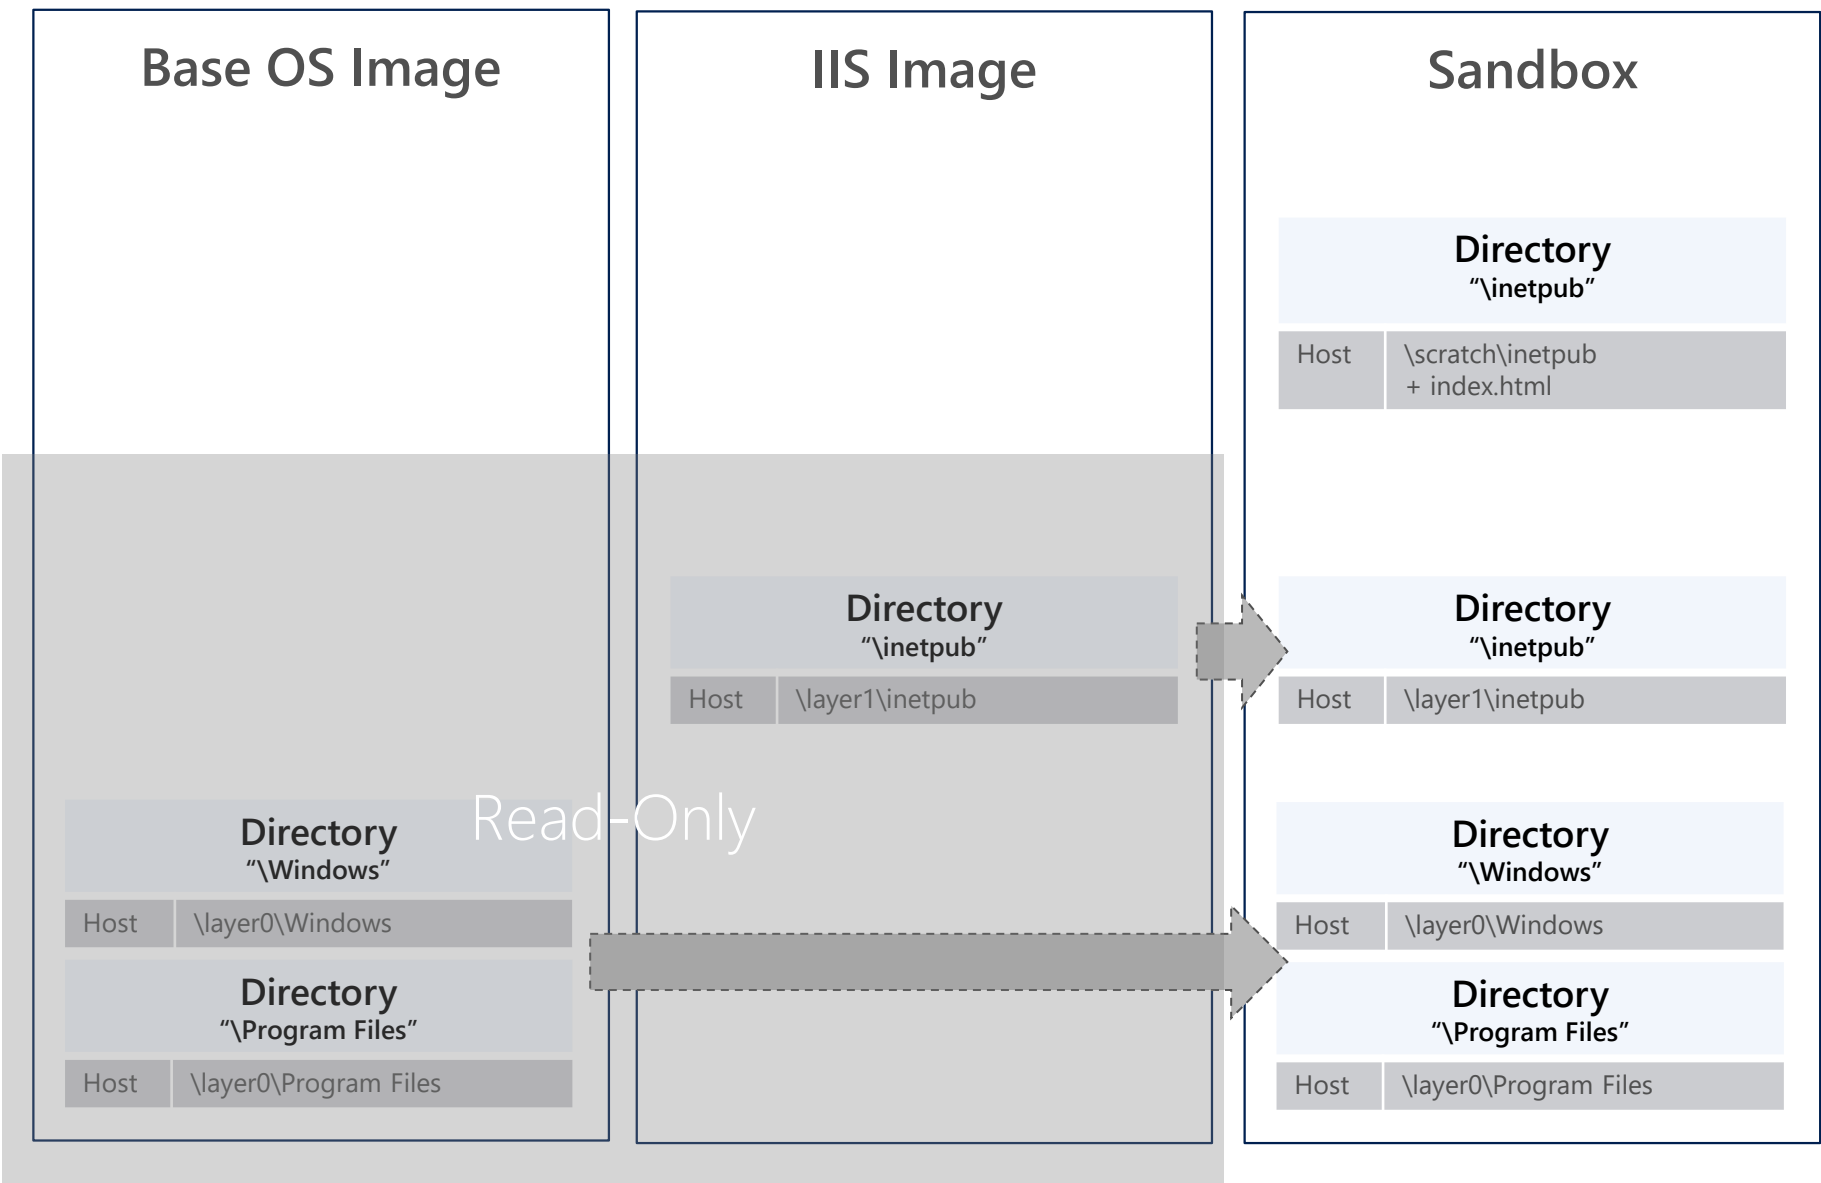 Base OS Image
IIS Image
Sandbox
Directory
“\inetpub”
Host
\scratch\inetpub
+ index.html
Directory
“\inetpub”
Host
\layer1\inetpub
Directory
“\inetpub”
Host
\layer1\inetpub
Read-Only
Directory
“\Windows”
Host
\layer0\Windows
Directory
“\Program Files”
Host
\layer0\Program Files
Directory
“\Windows”
Host
\layer0\Windows
Directory
“\Program Files”
Host
\layer0\Program Files